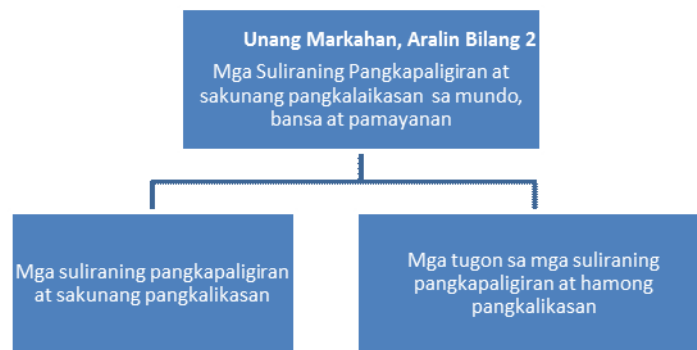 Unang Markahan, Aralin Bilang 2
Mga Suliraning Pangkapaligiran at
sakunang pangkalaikasan sa mundo,
bansa at pamayanan
Mga suliraning pangkapaligiran
at sakunang pangkalikasan
Mga tugon sa mga suliraning
pangkapaligiran at hamong
pangkalikasan